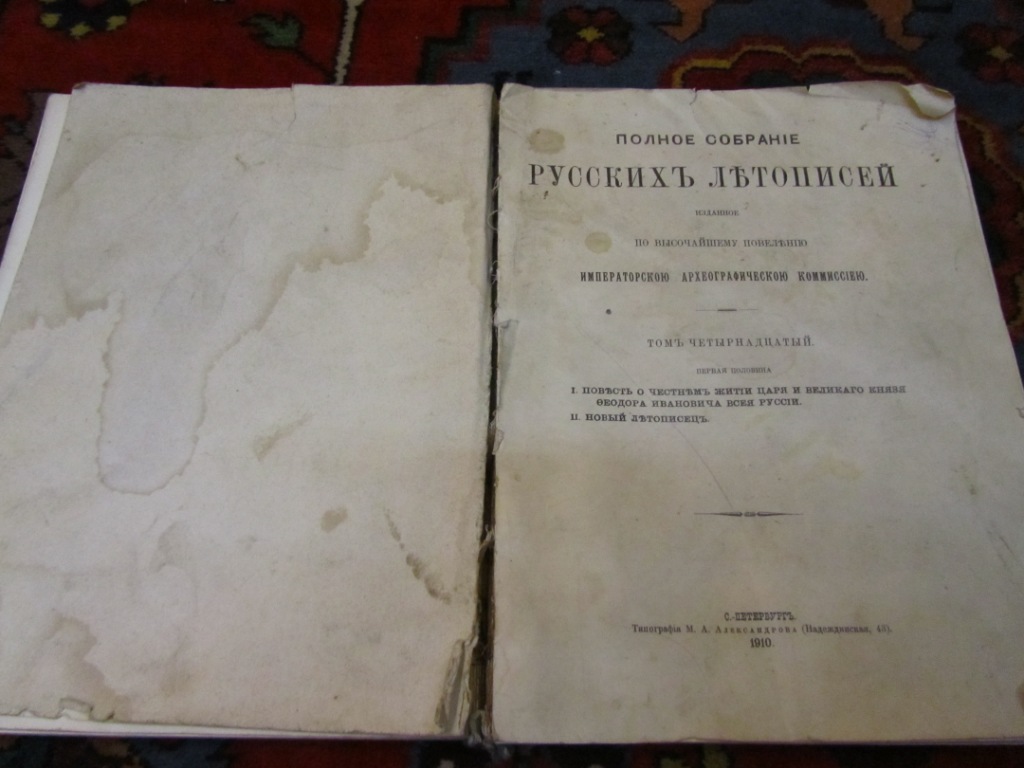 ПОЛНОЕ СОБРАНІЕ
РУССКИХЪ ЛѢТОПИСЕЙ
ИЗДАННОЕ
ПО ВЫСОЧАЙШЕМУ ПОВЕЛѢНІЮ
ИМПЕРАТОРСКОЮ АРХЕОГРАФИЧЕСКОЮ КОММИССІЕЮ.
ТОМЪ ЧЕТЫРНАДЦАТЫЙ.
ПЕРВАЯ ПОЛОВИНА
I. ПОВѢСТЬ О ЧЕСТНѢМЪ ЖИТІИ ЦАРЯ И ВЕЛИКАГО КНЯЗЯ
ѲЕОДОРА ИВАНОВИЧА ВСЕЯ РУССІИ.
II. НОВЫЙ ЛѢТОПИСЕЦЪ.
С.-ПЕТЕРБУРГЪ.
Типографія М. А. Александрова (Надеждинская, 43).
1910.